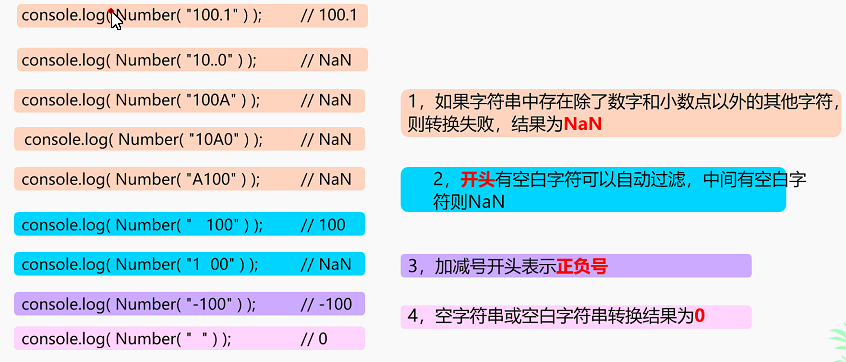 console.log( Number( "100.1" ) ); // 100.1
console.log( Number( "10..0" ) ); // NaN
console.log( Number( "100A" ) ); // NaN
console.log( Number( "10A0" ) ); // NaN
console.log( Number( "A100" ) ); // NaN
console.log( Number( "   100" ) ); // 100
console.log( Number( "1  00" ) ); // NaN
console.log( Number( "-100" ) ); // -100
console.log( Number( "  " ) ); // 0
1，如果字符串中存在除了数字和小数点以外的其他字符，
则转换失败，结果为NaN
2，开头有空白字符可以自动过滤，中间有空白字
符则NaN
3，加减号开头表示正负号
4，空字符串或空白字符串转换结果为0